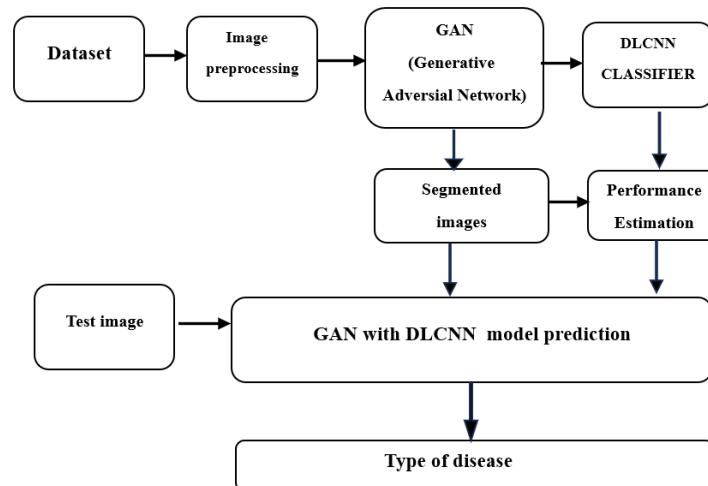 Dataset
Image
preprocessing
GAN
(Generative
Adversial Network)
DLCNN
CLASSIFIER
Segmented
images
Performance
Estimation
Test image
GAN with DLCNN model prediction
Type of disease